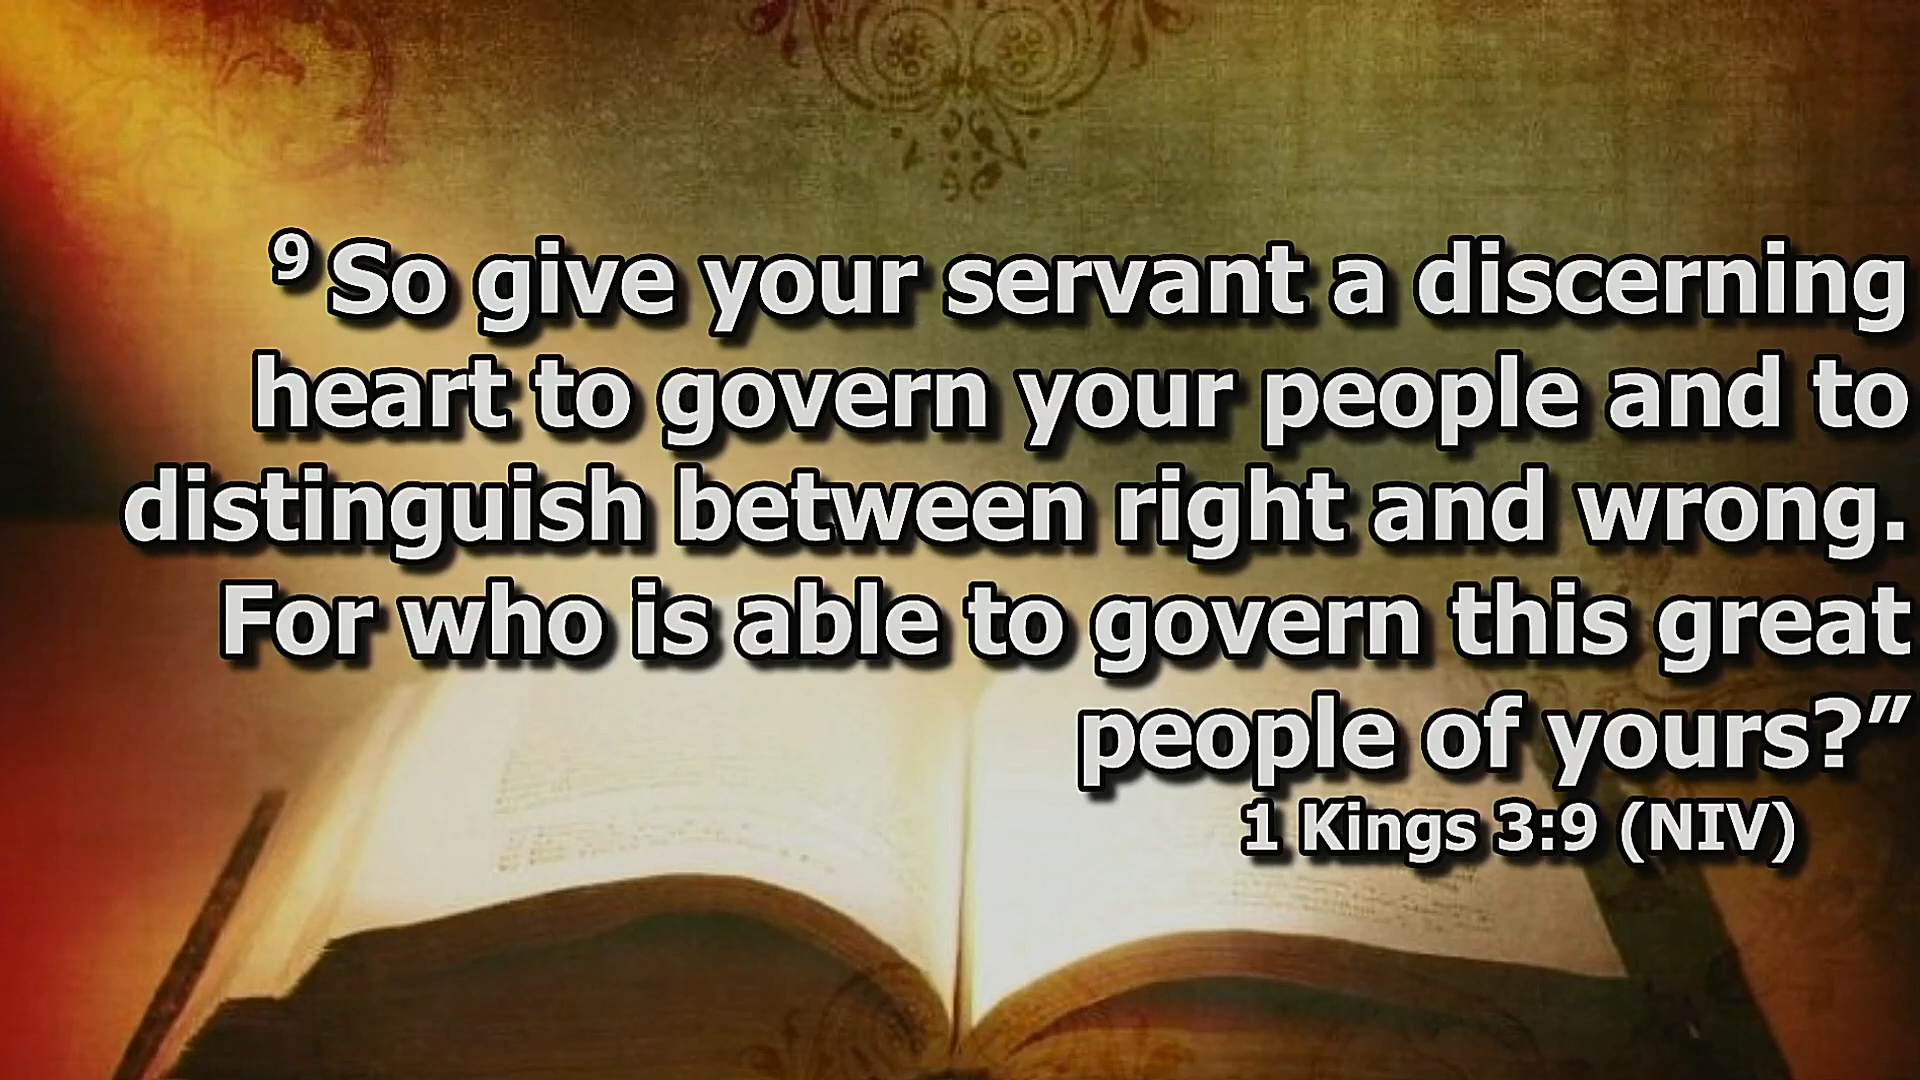 ⁹ So give your servant a discerning
heart to govern your people and to
distinguish between right and wrong.
For who is able to govern this great
people of yours?”
1 Kings 3:9 (NIV)